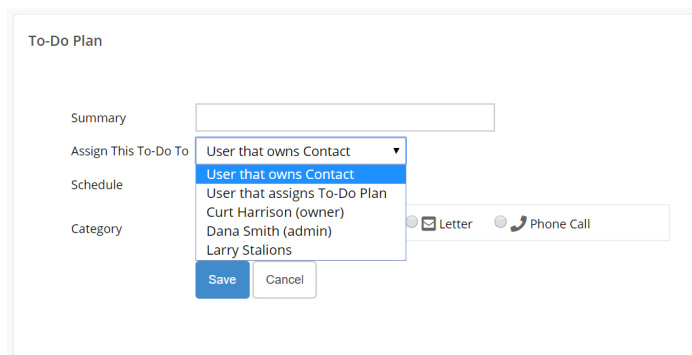 To-Do Plan
Summary
Assign This To-Do To User that owns Contact
User that owns Contact
User that assigns To-Do Plan
Schedule
Curt Harrison (owner)
Dana Smith (admin)
Category Letter Phone Call
Larry Stalions
Save Cancel